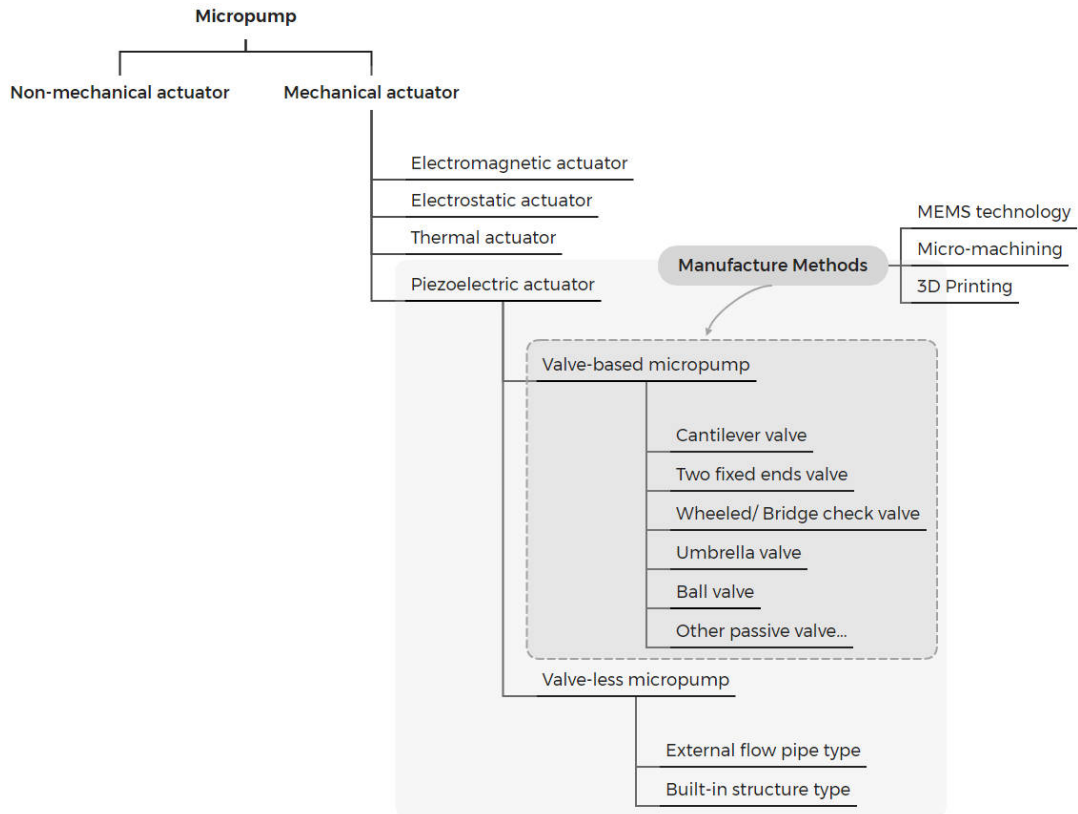 Micropump
Non-mechanical actuator
Mechanical actuator
Electromagnetic actuator
Electrostatic actuator
Thermal actuator
Piezoelectric actuator
Manufacture Methods
MEMS technology
Micro-machining
3D Printing
Valve-based micropump
Cantilever valve
Two fixed ends valve
Wheeled/ Bridge check valve
Umbrella valve
Ball valve
Other passive valve...
Valve-less micropump
External flow pipe type
Built-in structure type